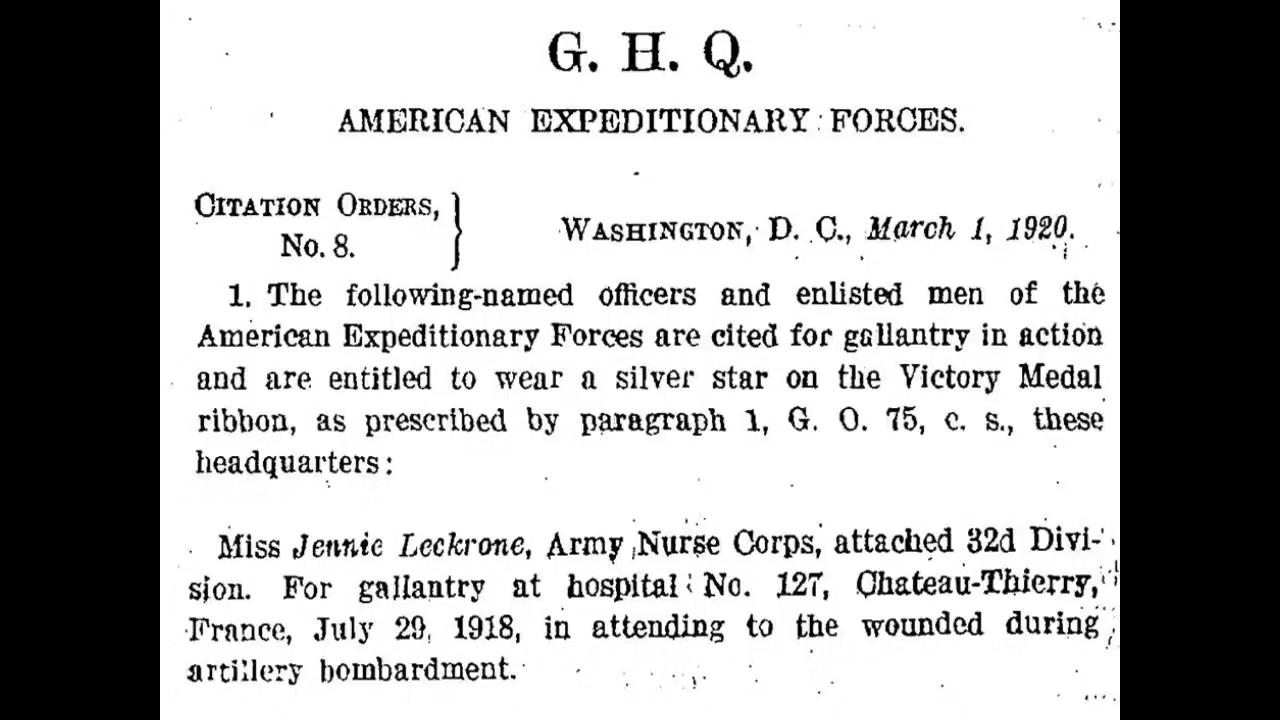 G. H. Q.
AMERICAN EXPEDITIONARY FORCES.
CITATION ORDERS,
No. 8.
WASHINGTON, D. C., March 1, 1920.
1. The following-named officers and enlisted men of the
American Expeditionary Forces are cited for gallantry in action
and are entitled to wear a silver star on the Victory Medal
ribbon, as prescribed by paragraph 1, G. O. 75, c. s., these
headquarters:
Miss Jennie Leckrone, Army Nurse Corps, attached 32d Divi-
sion. For gallantry at hospital No. 127, Chateau-Thierry,
France, July 29, 1918, in attending to the wounded during
artillery bombardment.